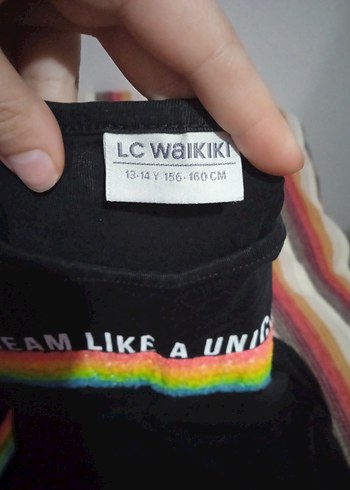 LC WAIKIKI
13-14 Y 156-160 CM
EAM LIKE A UNIC